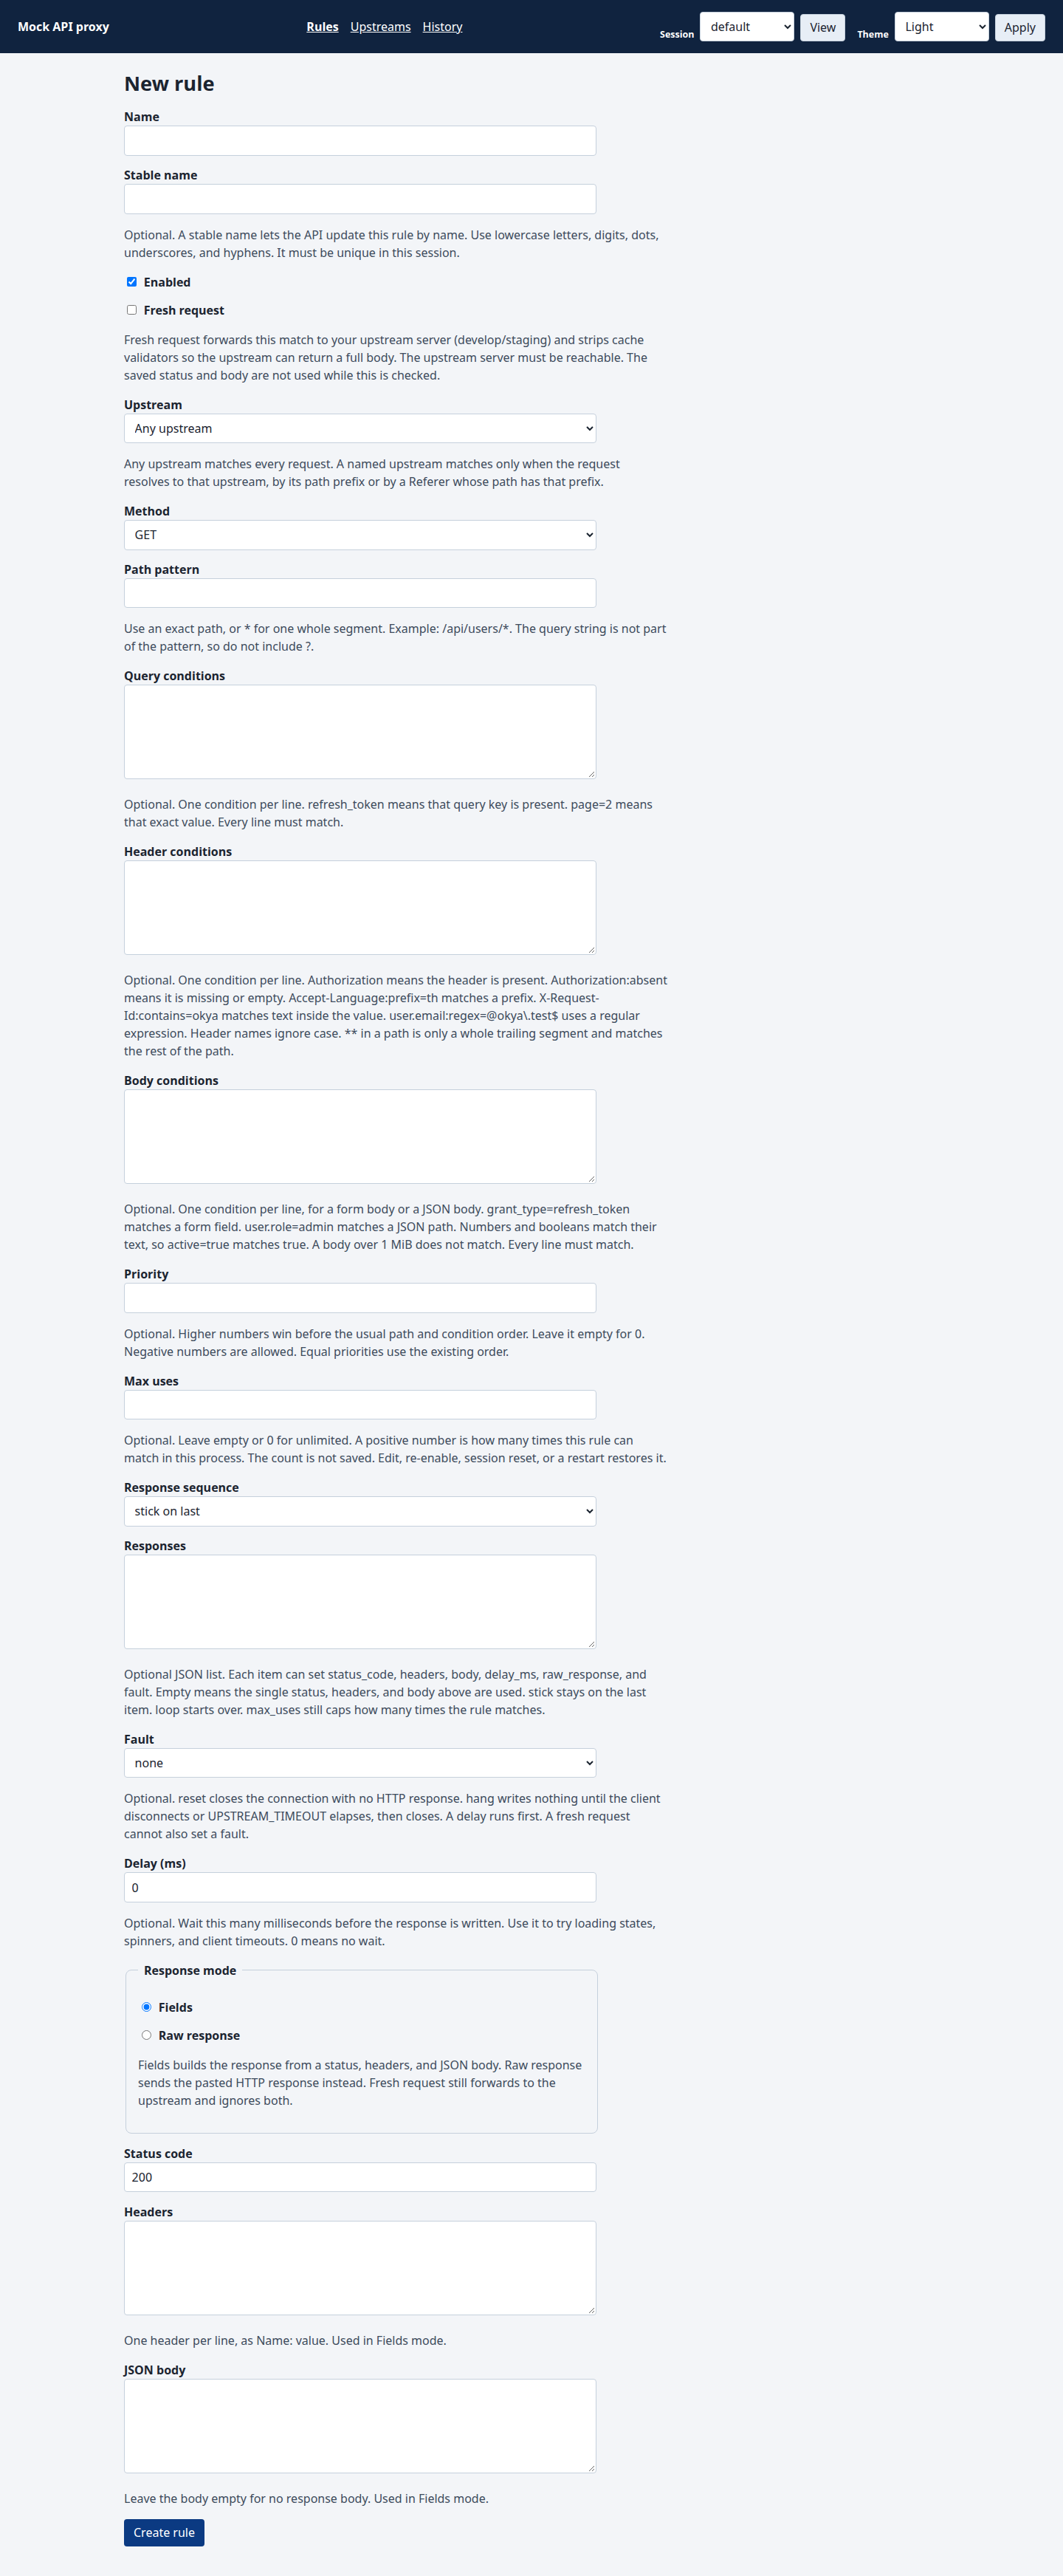 Mock API proxy
Rules Upstreams History
Session default View Theme Light Apply
New rule
Name
Stable name
Optional. A stable name lets the API update this rule by name. Use lowercase letters, digits, dots,
underscores, and hyphens. It must be unique in this session.
Enabled
Fresh request
Fresh request forwards this match to your upstream server (develop/staging) and strips cache
validators so the upstream can return a full body. The upstream server must be reachable. The
saved status and body are not used while this is checked.
Upstream
Any upstream
Any upstream matches every request. A named upstream matches only when the request
resolves to that upstream, by its path prefix or by a Referer whose path has that prefix.
Method
GET
Path pattern
Use an exact path, or * for one whole segment. Example: /api/users/*. The query string is not part
of the pattern, so do not include ?.
Query conditions
Optional. One condition per line. refresh_token means that query key is present. page=2 means
that exact value. Every line must match.
Header conditions
Optional. One condition per line. Authorization means the header is present. Authorization:absent
means it is missing or empty. Accept-Language:prefix=th matches a prefix. X-Request-
Id:contains=okya matches text inside the value. user.email:regex=@okya\.test$ uses a regular
expression. Header names ignore case. ** in a path is only a whole trailing segment and matches
the rest of the path.
Body conditions
Optional. One condition per line, for a form body or a JSON body. grant_type=refresh_token
matches a form field. user.role=admin matches a JSON path. Numbers and booleans match their
text, so active=true matches true. A body over 1 MiB does not match. Every line must match.
Priority
Optional. Higher numbers win before the usual path and condition order. Leave it empty for 0.
Negative numbers are allowed. Equal priorities use the existing order.
Max uses
Optional. Leave empty or 0 for unlimited. A positive number is how many times this rule can
match in this process. The count is not saved. Edit, re-enable, session reset, or a restart restores it.
Response sequence
stick on last
Responses
Optional JSON list. Each item can set status_code, headers, body, delay_ms, raw_response, and
fault. Empty means the single status, headers, and body above are used. stick stays on the last
item. loop starts over. max_uses still caps how many times the rule matches.
Fault
none
Optional. reset closes the connection with no HTTP response. hang writes nothing until the client
disconnects or UPSTREAM_TIMEOUT elapses, then closes. A delay runs first. A fresh request
cannot also set a fault.
Delay (ms)
0
Optional. Wait this many milliseconds before the response is written. Use it to try loading states,
spinners, and client timeouts. 0 means no wait.
Response mode
Fields
Raw response
Fields builds the response from a status, headers, and JSON body. Raw response
sends the pasted HTTP response instead. Fresh request still forwards to the
upstream and ignores both.
Status code
200
Headers
One header per line, as Name: value. Used in Fields mode.
JSON body
Leave the body empty for no response body. Used in Fields mode.
Create rule